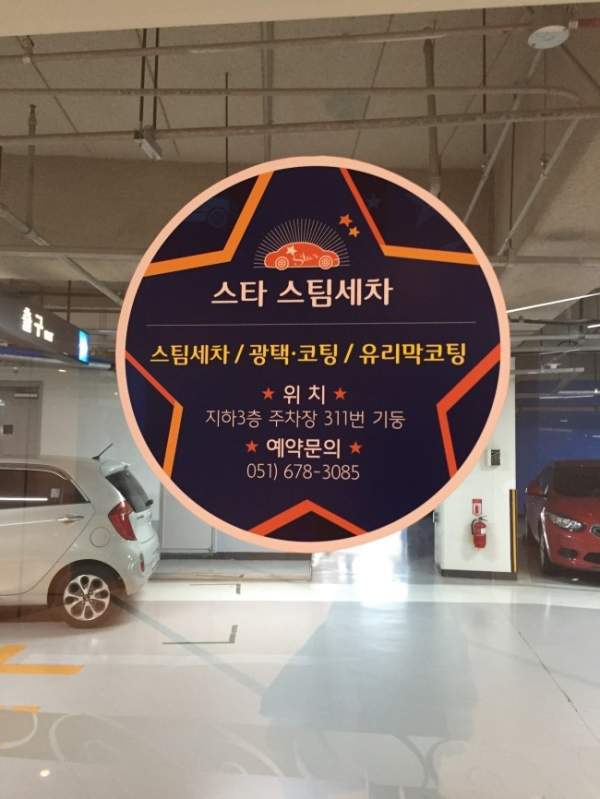 스타 스팀세차
스팀세차 / 광택·코팅 / 유리막코팅
★ 위 치 ★
지하3층 주차장 311번 기둥
★ 예약문의 ★
051) 678-3085
출구